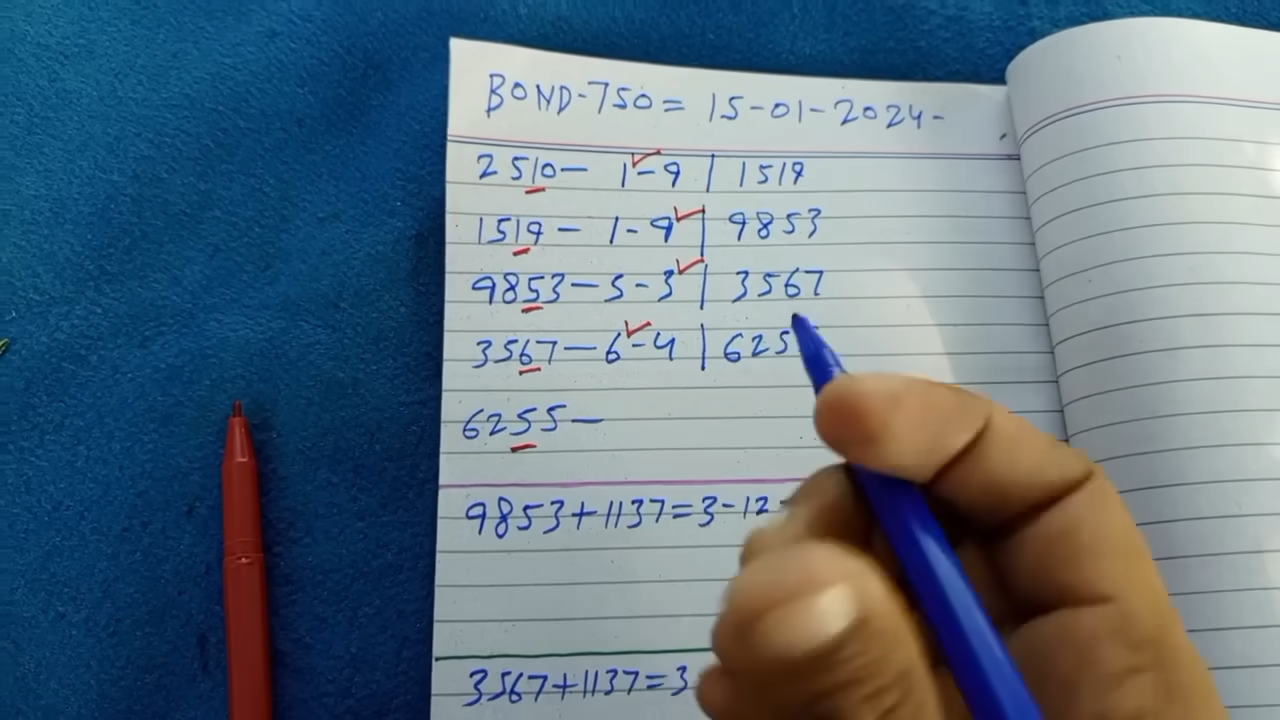 BOND-750= 15-01-2024-
2510- 1-9 | 1519
1519- 1-9 | 9853
9853-5-3 | 3567
3567-6-4 | 625
6255-
9853+1137=3-12-
3567+1137=3